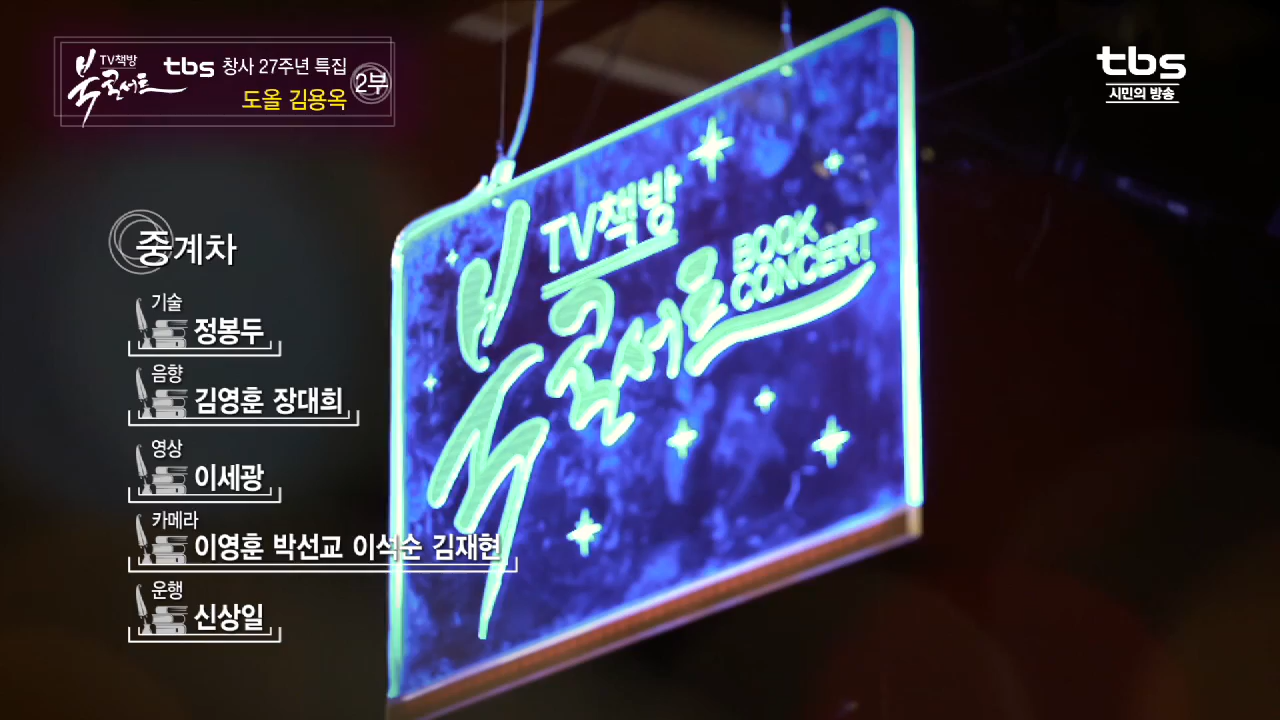 TV책방
북콘서트
tbs 창사 27주년 특집
도올 김용옥
2부
tbs
시민의 방송
중계차
기술
정봉두
음향
김영훈 장대희
영상
이세광
카메라
이영훈 박선교 이석순 김재현
운행
신상일
TV책방
북콘서트
BOOK
CONCERT